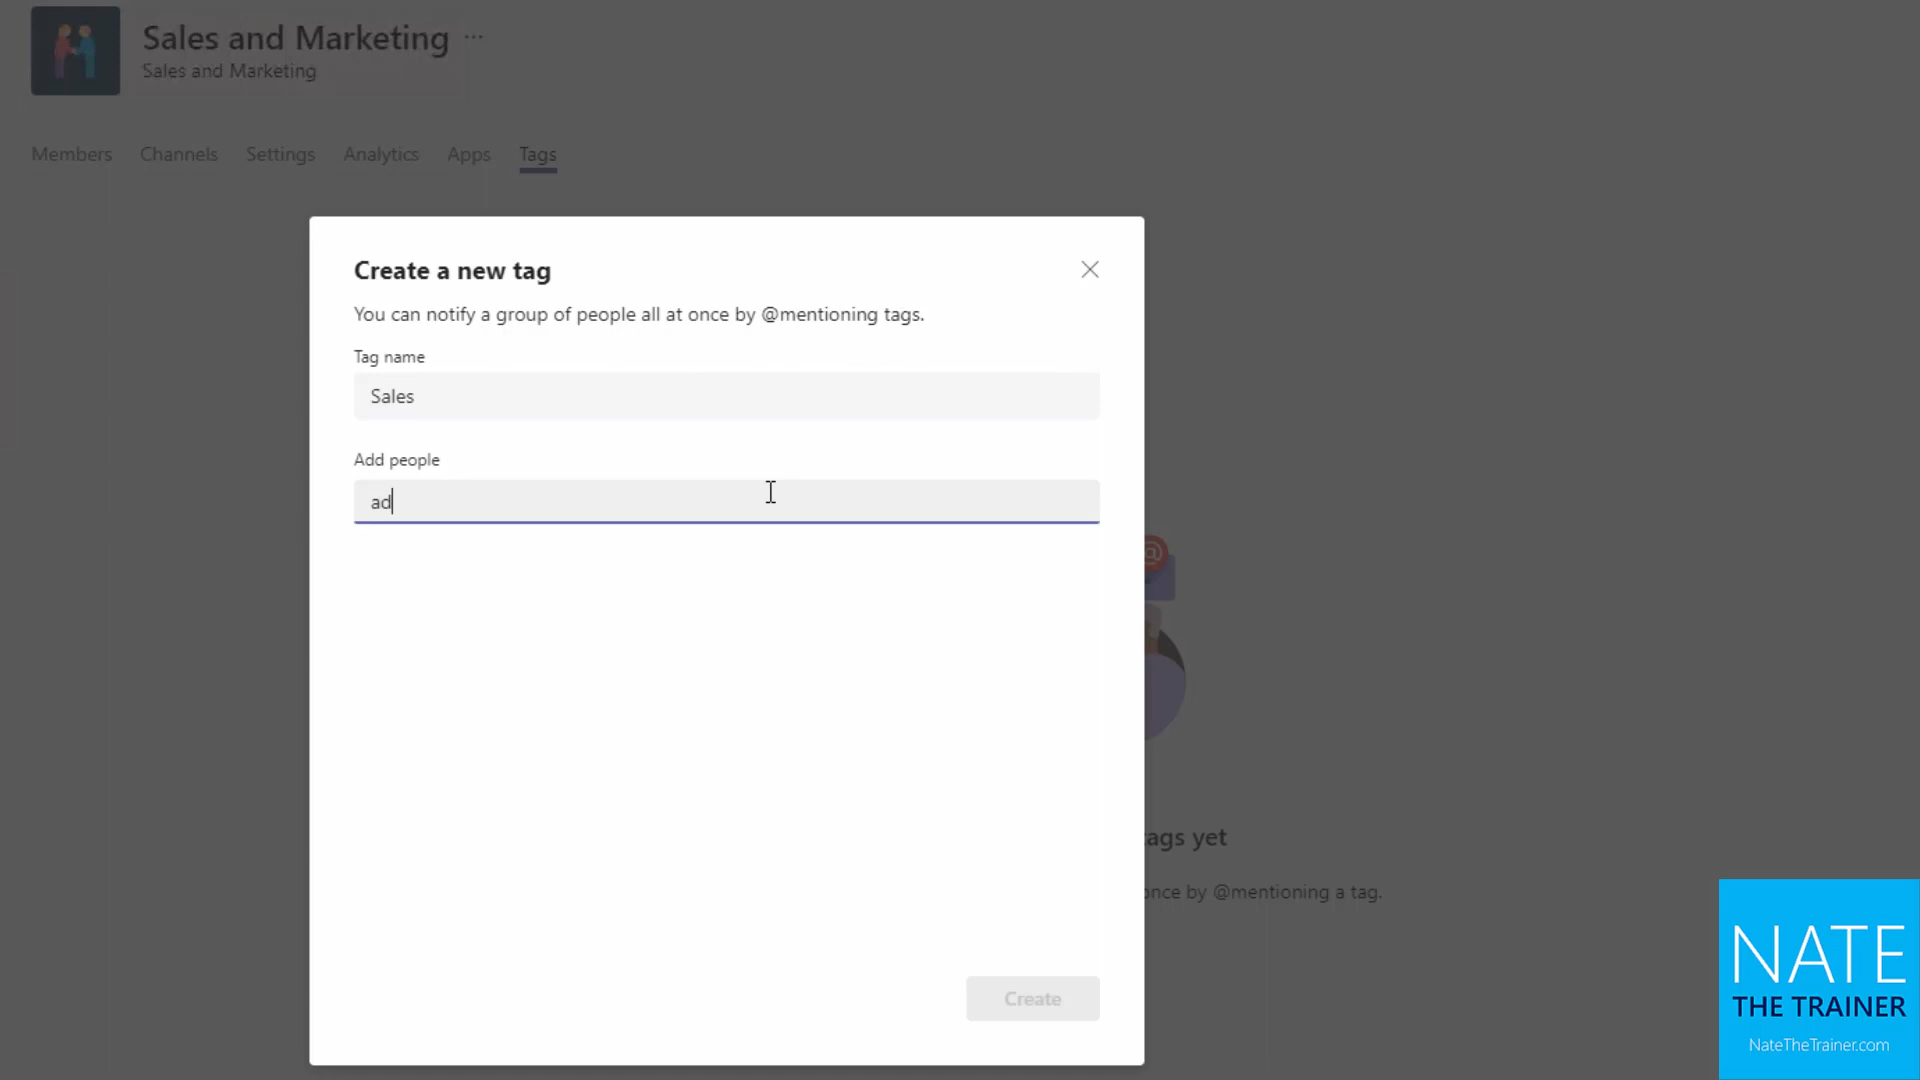 Sales and Marketing ...
Sales and Marketing
Members Channels Settings Analytics Apps Tags
Create a new tag
You can notify a group of people all at once by @mentioning tags.
Tag name
Sales
Add people
ad
@
tags yet
once by @mentioning a tag.
Create
NATE
THE TRAINER
NateTheTrainer.com